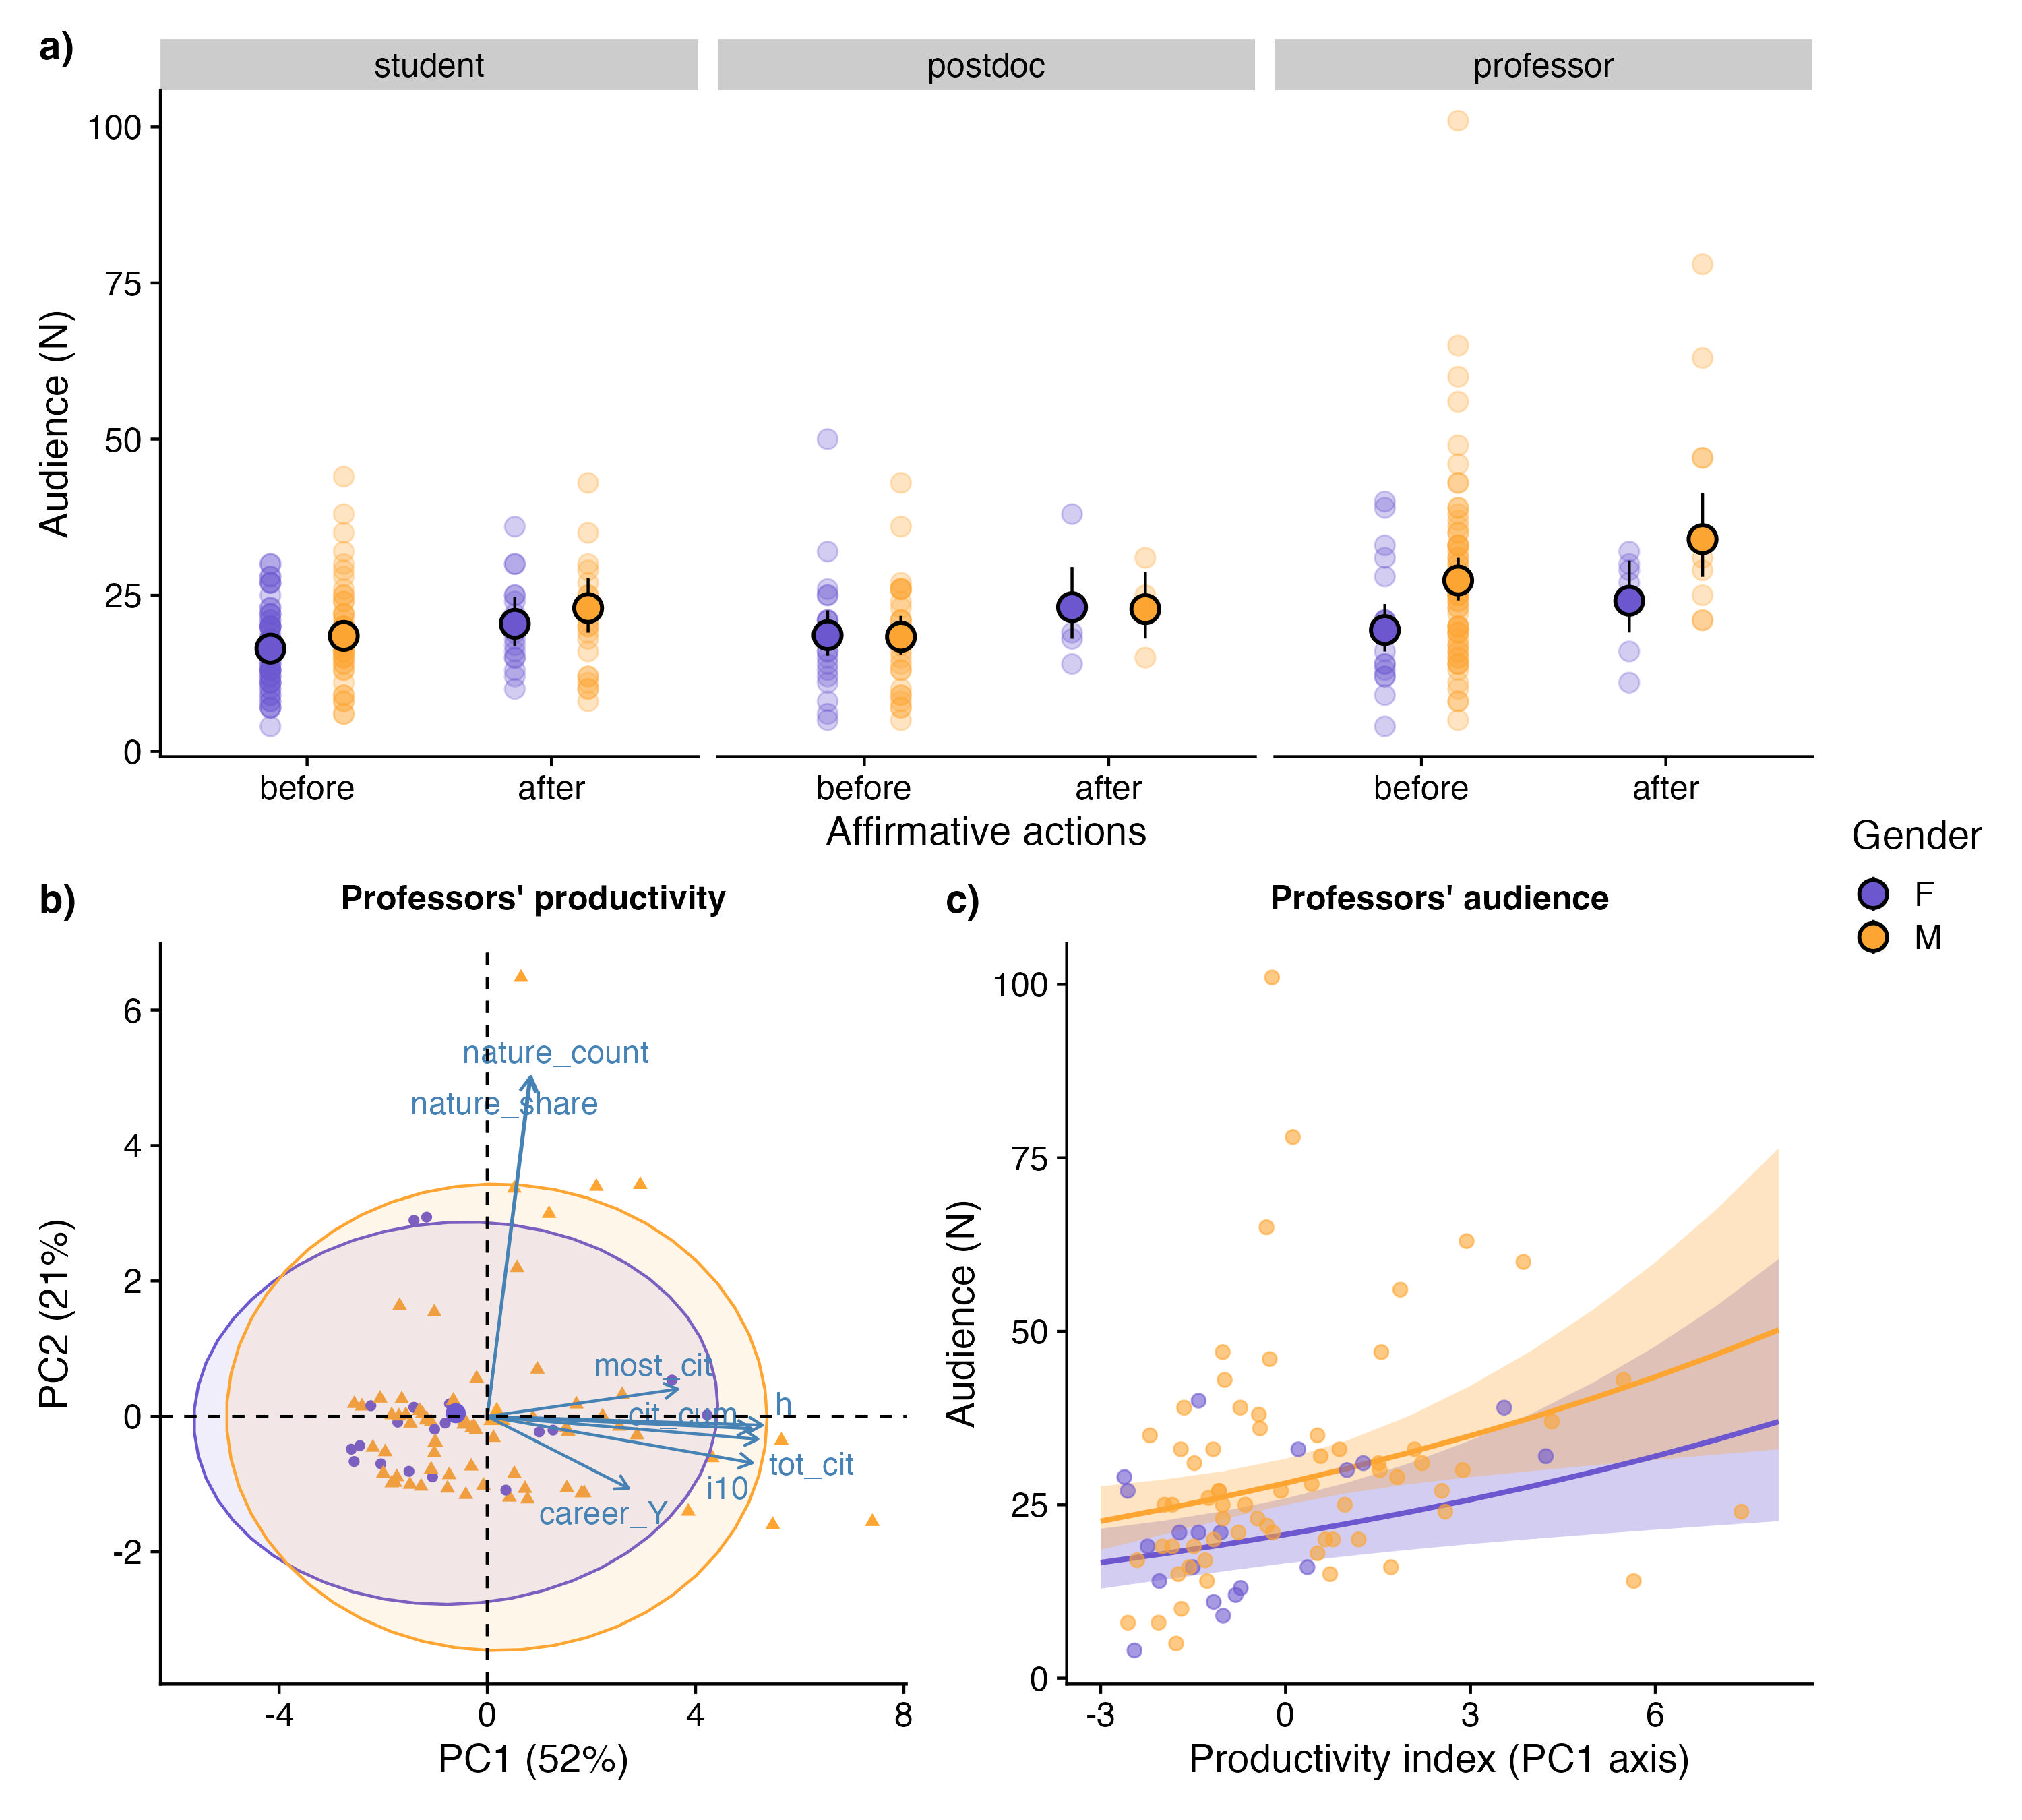 a)
student postdoc professor
100
75
50
25
0
Audience (N)
before after before after before after
Affirmative actions
Gender
F
M
b) Professors' productivity
6
4
2
0
-2
PC2 (21%)
nature_count
nature_share
most_cit
h
cit_cum
tot_cit
i10
career_Y
-4 0 4 8
PC1 (52%)
c) Professors' audience
100
75
50
25
0
Audience (N)
-3 0 3 6
Productivity index (PC1 axis)